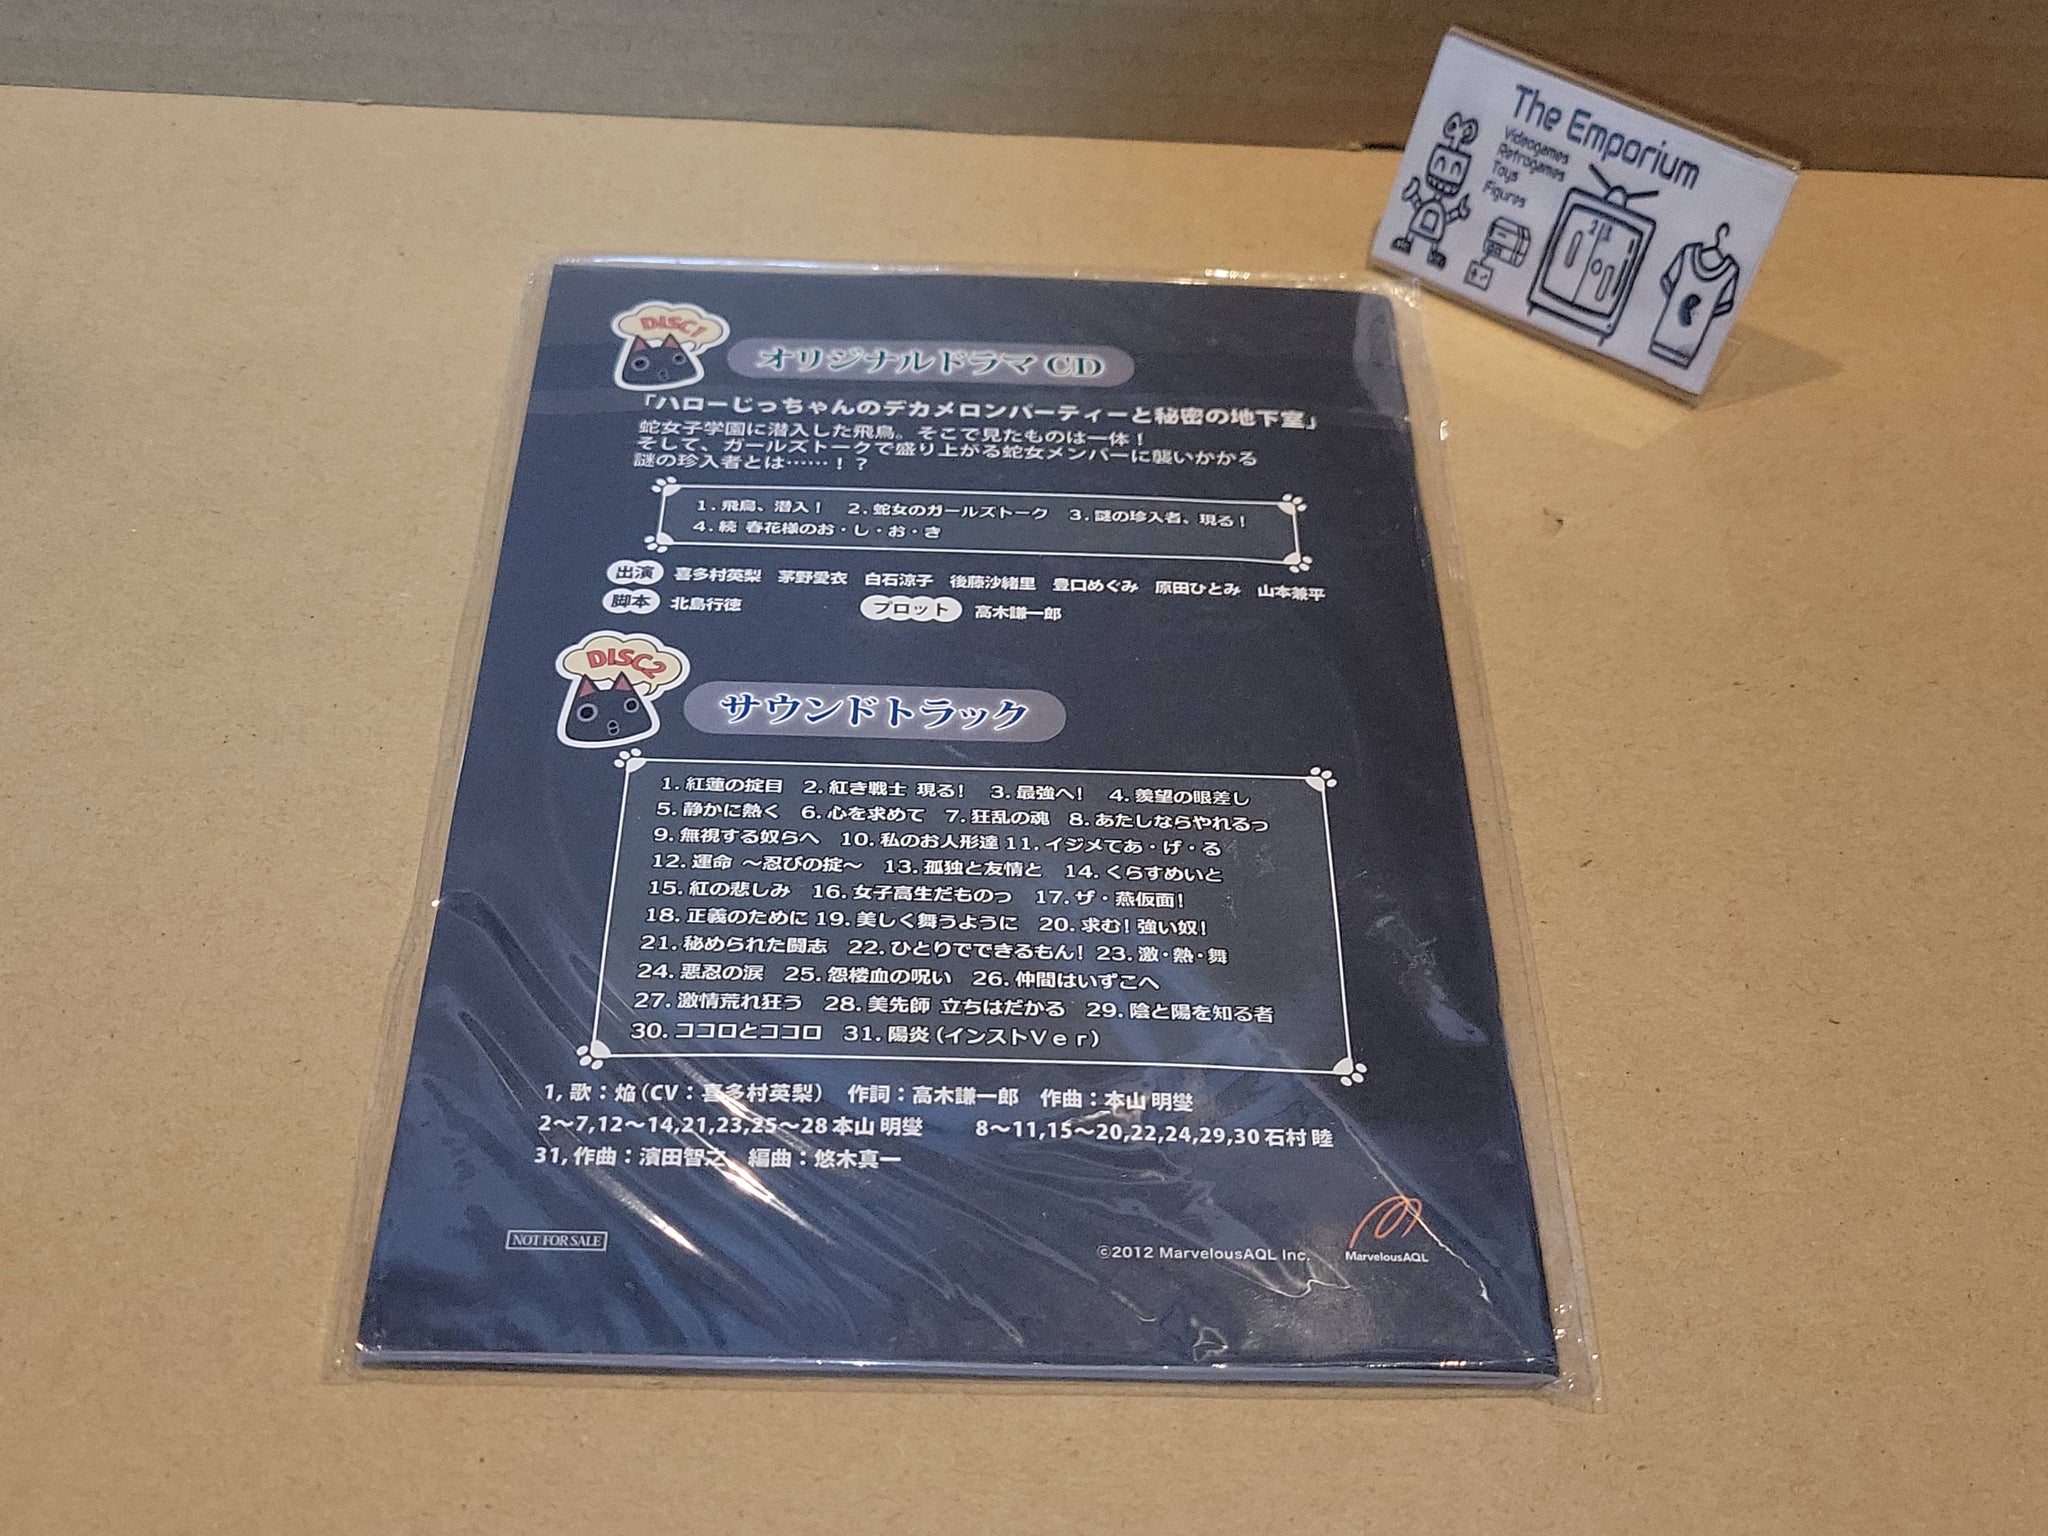 The Emporium
Videogames
Retrogames
Toys
Figures
DISC1
オリジナルドラマCD
「ハローじっちゃんのデカメロンパーティーと秘密の地下室」
蛇女子学園に潜入した飛鳥。そこで見たものは一体！
そして、ガールズトークで盛り上がる蛇女メンバーに襲いかかる
謎の珍入者とは……！？
1. 飛鳥、潜入！ 2. 蛇女のガールズトーク 3. 謎の珍入者、現る！
4. 続 春花様のお・し・お・き
出演 喜多村英梨 茅野愛衣 白石涼子 後藤沙緒里 豊口めぐみ 原田ひとみ 山本兼平
脚本 北島行徳 プロット 高木謙一郎
DISC2
サウンドトラック
1. 紅蓮の掟目 2. 紅き戦士 現る！ 3. 最強へ！ 4. 羨望の眼差し
5. 静かに熱く 6. 心を求めて 7. 狂乱の魂 8. あたしならやれるっ
9. 無視する奴らへ 10. 私のお人形達 11. イジメてあ・げ・る
12. 運命 ～忍びの掟～ 13. 孤独と友情と 14. くらすめいと
15. 紅の悲しみ 16. 女子高生だものっ 17. ザ・燕仮面！
18. 正義のために 19. 美しく舞うように 20. 求む！強い奴！
21. 秘められた闘志 22. ひとりでできるもん！ 23. 激・熱・舞
24. 悪忍の涙 25. 怨楼血の呪い 26. 仲間はいずこへ
27. 激情荒れ狂う 28. 美先師 立ちはだかる 29. 陰と陽を知る者
30. ココロとココロ 31. 陽炎（インストＶｅｒ）
1, 歌：焔（CV：喜多村英梨） 作詞：高木謙一郎 作曲：本山 明燮
2～7,12～14,21,23,25～28 本山 明燮 8～11,15～20,22,24,29,30 石村 睦
31, 作曲：濱田智之 編曲：悠木真一
NOT FOR SALE
©2012 MarvelousAQL Inc.
MarvelousAQL